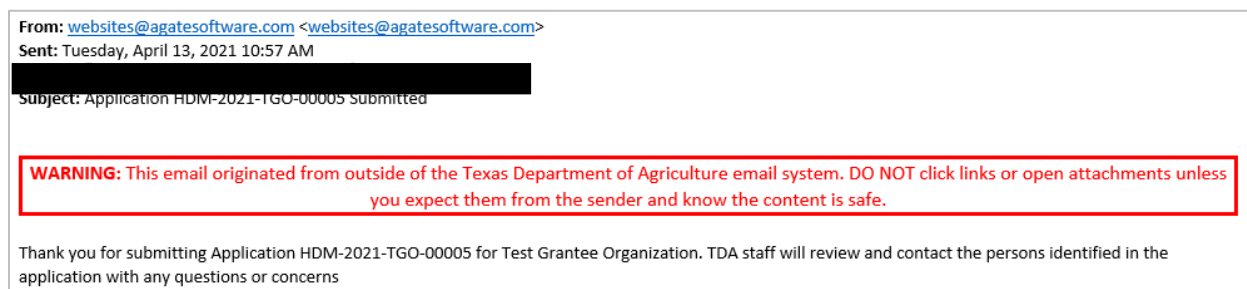 From: websites@agatesoftware.com <websites@agatesoftware.com>
Sent: Tuesday, April 13, 2021 10:57 AM
Subject: Application HDM-2021-TGO-00005 Submitted
WARNING: This email originated from outside of the Texas Department of Agriculture email system. DO NOT click links or open attachments unless
you expect them from the sender and know the content is safe.
Thank you for submitting Application HDM-2021-TGO-00005 for Test Grantee Organization. TDA staff will review and contact the persons identified in the
application with any questions or concerns